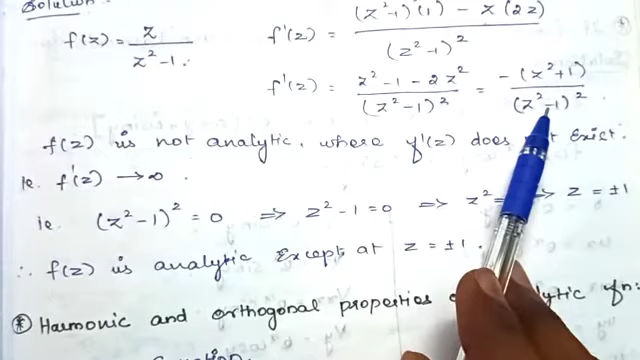 Solution:
f(z) = z / (z² - 1). f'(z) = ((z² - 1)(1) - z(2z)) / (z² - 1)²
f'(z) = (z² - 1 - 2z²) / (z² - 1)² = -(z² + 1) / (z² - 1)².
f(z) is not analytic, where f'(z) does exist.
ie. f'(z) → ∞.
ie. (z² - 1)² = 0 ⇒ z² - 1 = 0 ⇒ z² = ⇒ z = ±1
∴ f(z) is analytic Except at z = ±1.
* Harmonic and orthogonal properties fn: